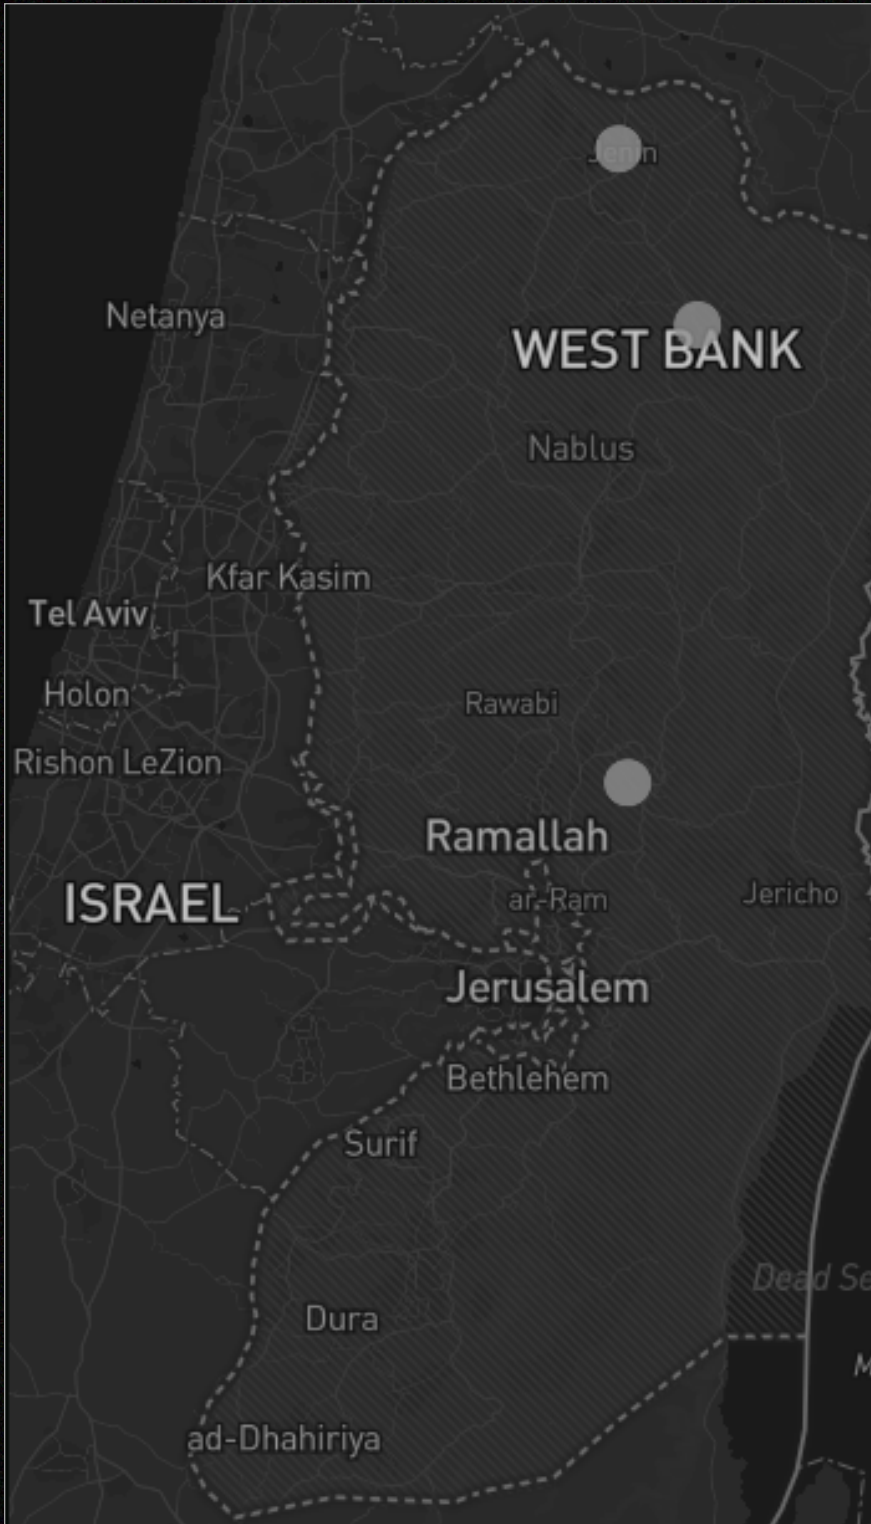 Jenin
Netanya
WEST BANK
Nablus
Kfar Kasim
Tel Aviv
Holon
Rawabi
Rishon LeZion
Ramallah
ISRAEL
ar-Ram
Jericho
Jerusalem
Bethlehem
Surif
Dead Se
Dura
M
ad-Dhahiriya